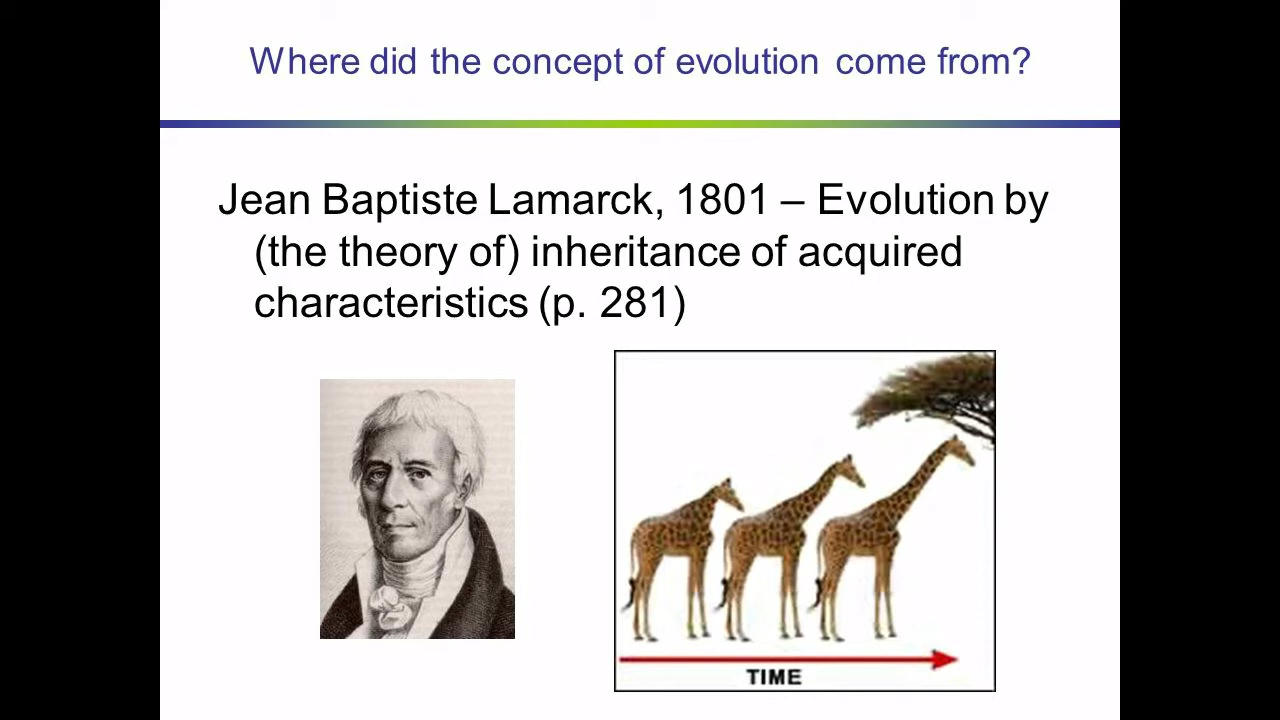 Where did the concept of evolution come from?
Jean Baptiste Lamarck, 1801 – Evolution by
(the theory of) inheritance of acquired
characteristics (p. 281)
TIME